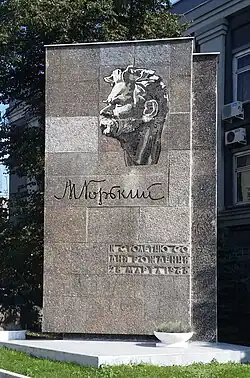 М. Горький
К СТОЛЕТИЮ СО
ДНЯ РОЖДЕНИЯ
28 МАРТА 1968